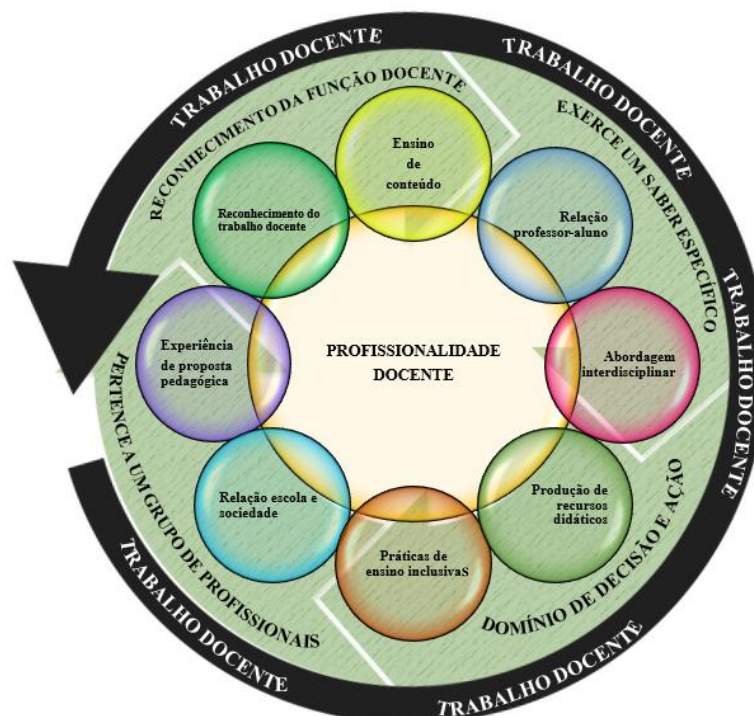 TRABALHO DOCENTE
TRABALHO DOCENTE
TRABALHO DOCENTE
TRABALHO DOCENTE
TRABALHO DOCENTE
RECONHECIMENTO DA FUNÇÃO DOCENTE
EXERCE UM SABER ESPECÍFICO
DOMÍNIO DE DECISÃO E AÇÃO
PERTENCE A UM GRUPO DE PROFISSIONAIS
Ensino
de
conteúdo
Relação
professor-aluno
Abordagem
interdisciplinar
Produção de
recursos
didáticos
Práticas de
ensino inclusivaS
Relação escola e
sociedade
Experiência
de proposta
pedagógica
Reconhecimento do
trabalho docente
PROFISSIONALIDADE
DOCENTE